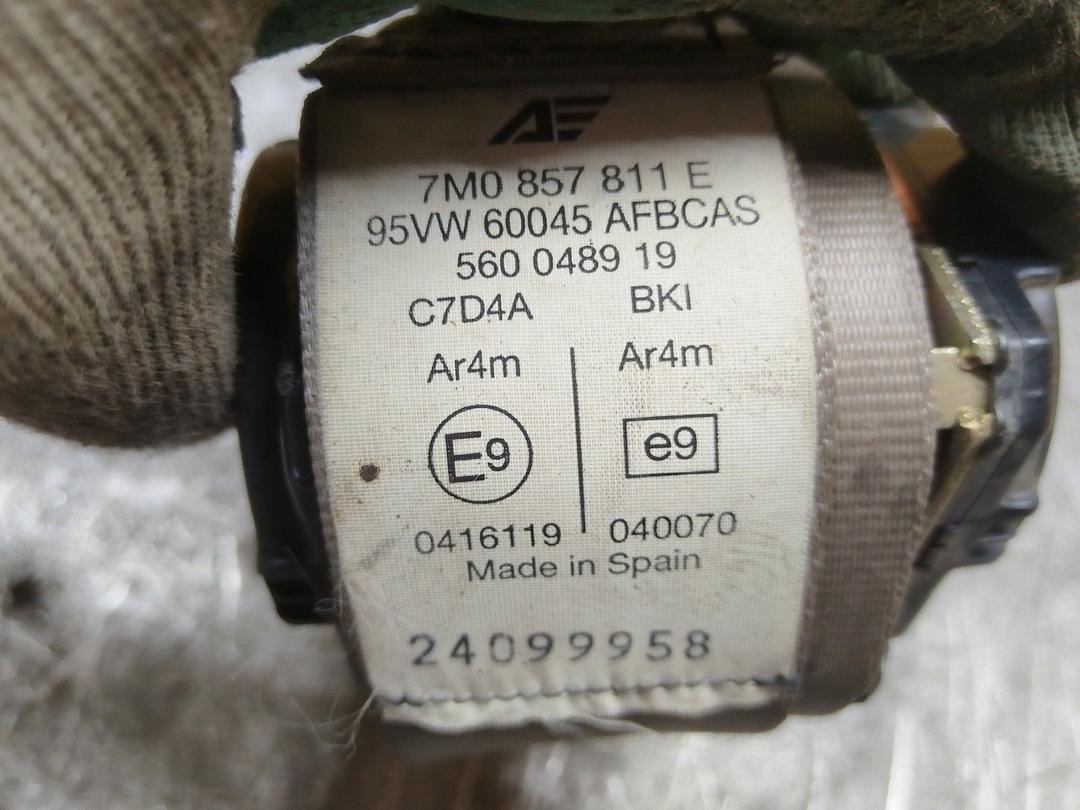 AE
7M0 857 811 E
95VW 60045 AFBCAS
560 0489 19
C7D4A BKI
Ar4m Ar4m
E9 e9
0416119 040070
Made in Spain
24099958